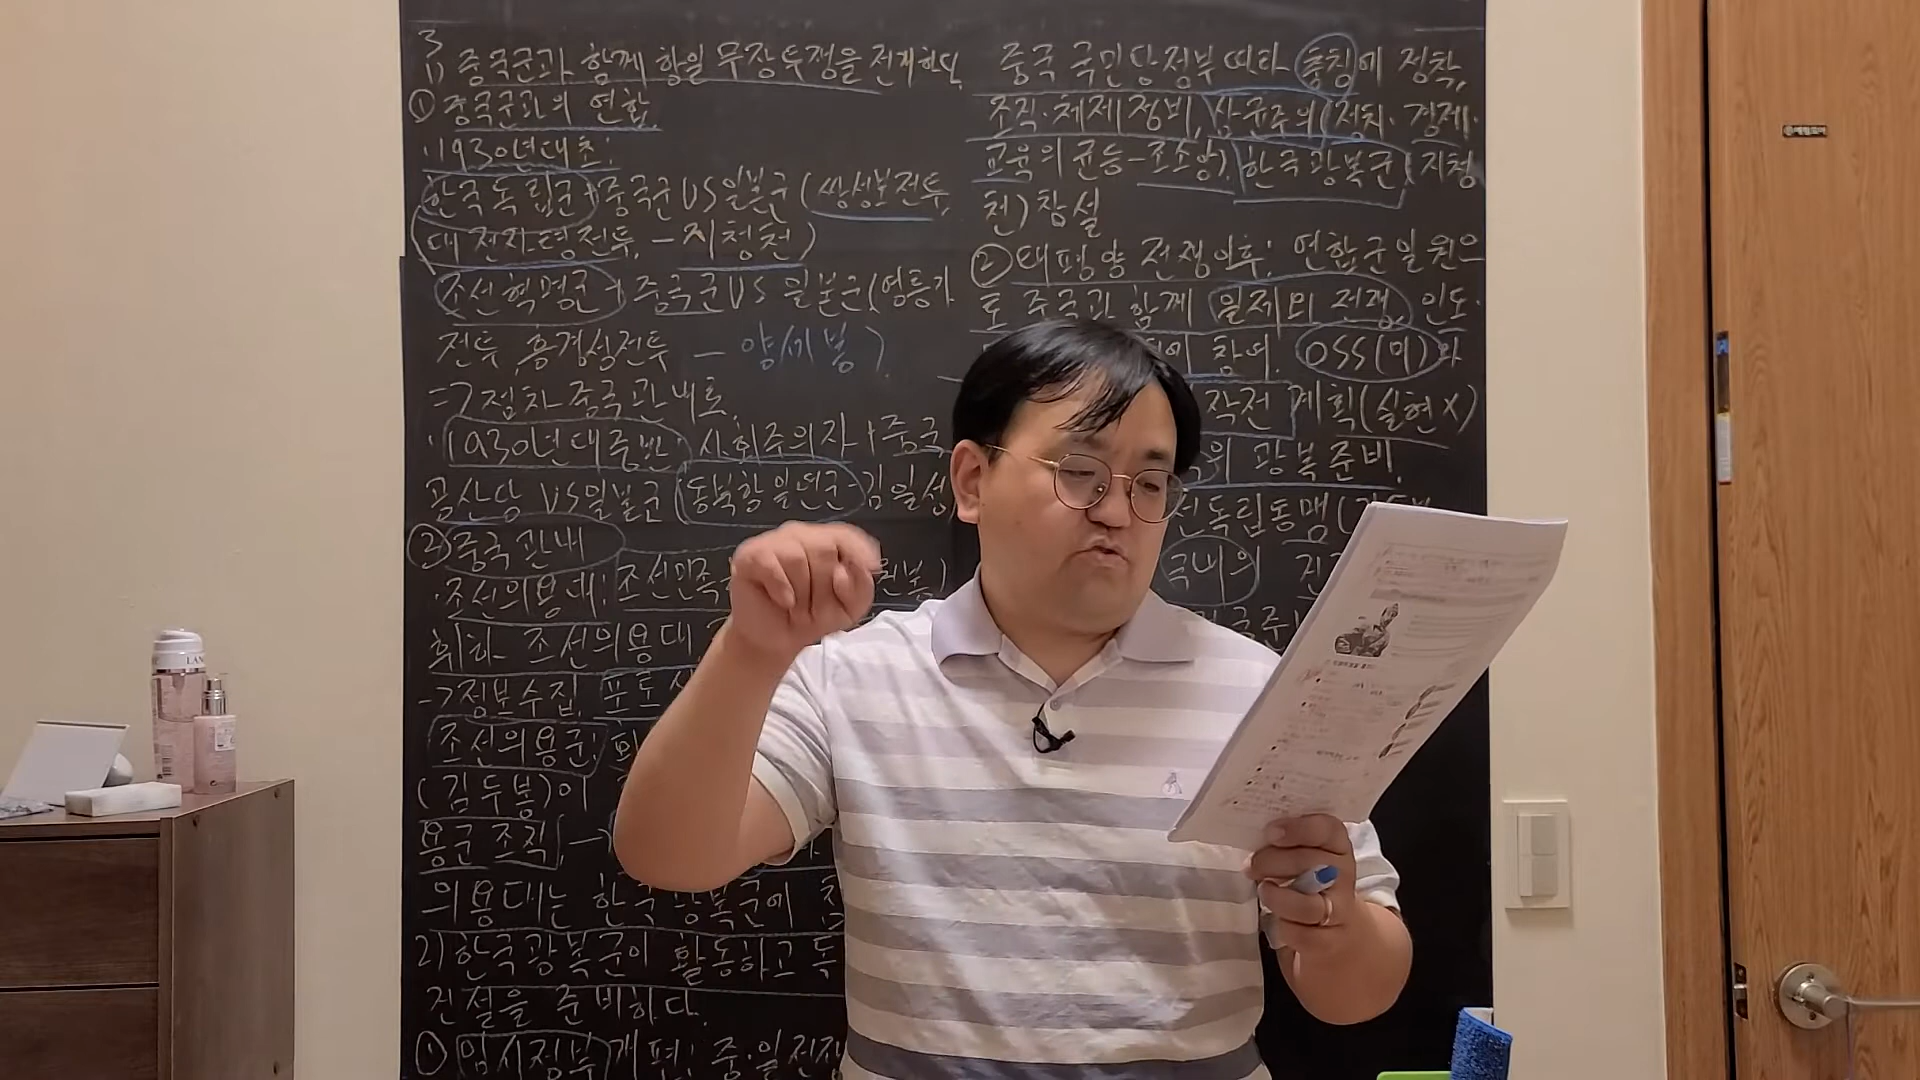 3
1) 중국군과 함께 항일 무장투쟁을 전개하다.
① 중국군과의 연합
·1930년대초:
한국독립군+중국군 VS 일본군 (쌍성보전투,
대전자령전투, - 지청천)
조선혁명군+중국군 VS 일본군 (영릉가
전투, 흥경성전투 - 양세봉)
=> 점차 중국관내로
·1930년대중반: 사회주의자+중국
공산당 VS 일본군 (동북항일연군-김일성
② 중국관내
·조선의용대: 조선민족 원봉)
휘하 조선의용대
->정보수집, 포로
조선의용군:
(김두봉)이
용군 조직, →
의용대는 한국광복군에
2) 한국광복군이 활동하고 독
건설을 준비하다.
① 임시정부 개편: 중·일전쟁
중국 국민당정부 따라 충칭에 정착,
조직·체제정비, 삼균주의(정치·경제·
교육의 균등-조소앙), 한국광복군(지청
천) 창설
② 태평양 전쟁이후: 연합군일원으
로 중국과 함께 일제의 전쟁, 인도·
참여, OSS(미)와
작전 계획(실현X)
광복준비
선독립동맹(
국내의
LAN